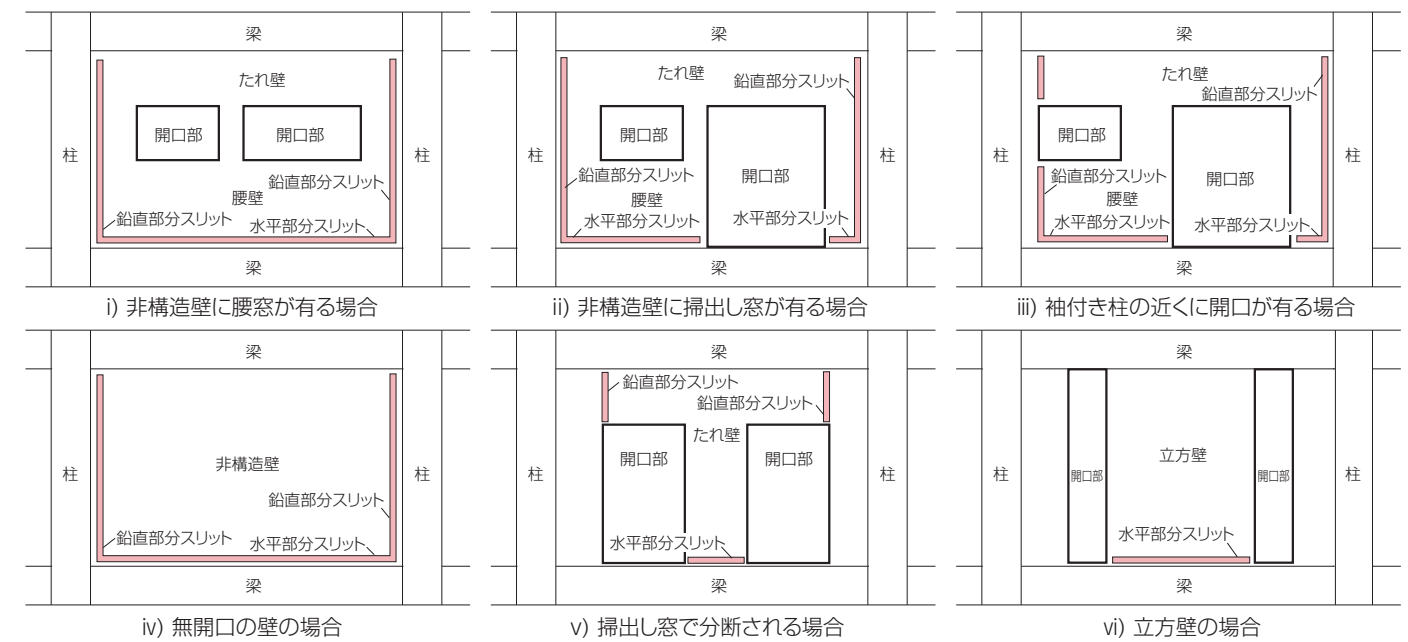 梁
たれ壁
開口部
開口部
柱
柱
鉛直部分スリット
腰壁
鉛直部分スリット
水平部分スリット
梁
i) 非構造壁に腰窓が有る場合
梁
たれ壁
鉛直部分スリット
開口部
柱
鉛直部分スリット
開口部
腰壁
水平部分スリット
水平部分スリット
梁
ii) 非構造壁に掃出し窓が有る場合
梁
たれ壁
鉛直部分スリット
開口部
柱
柱
鉛直部分スリット
開口部
腰壁
水平部分スリット
水平部分スリット
梁
iii) 袖付き柱の近くに開口が有る場合
梁
非構造壁
柱
柱
鉛直部分スリット
鉛直部分スリット
水平部分スリット
梁
iv) 無開口の壁の場合
梁
鉛直部分スリット
鉛直部分スリット
たれ壁
開口部
開口部
柱
柱
水平部分スリット
梁
v) 掃出し窓で分断される場合
梁
立方壁
柱
開口部
開口部
柱
水平部分スリット
梁
vi) 立方壁の場合